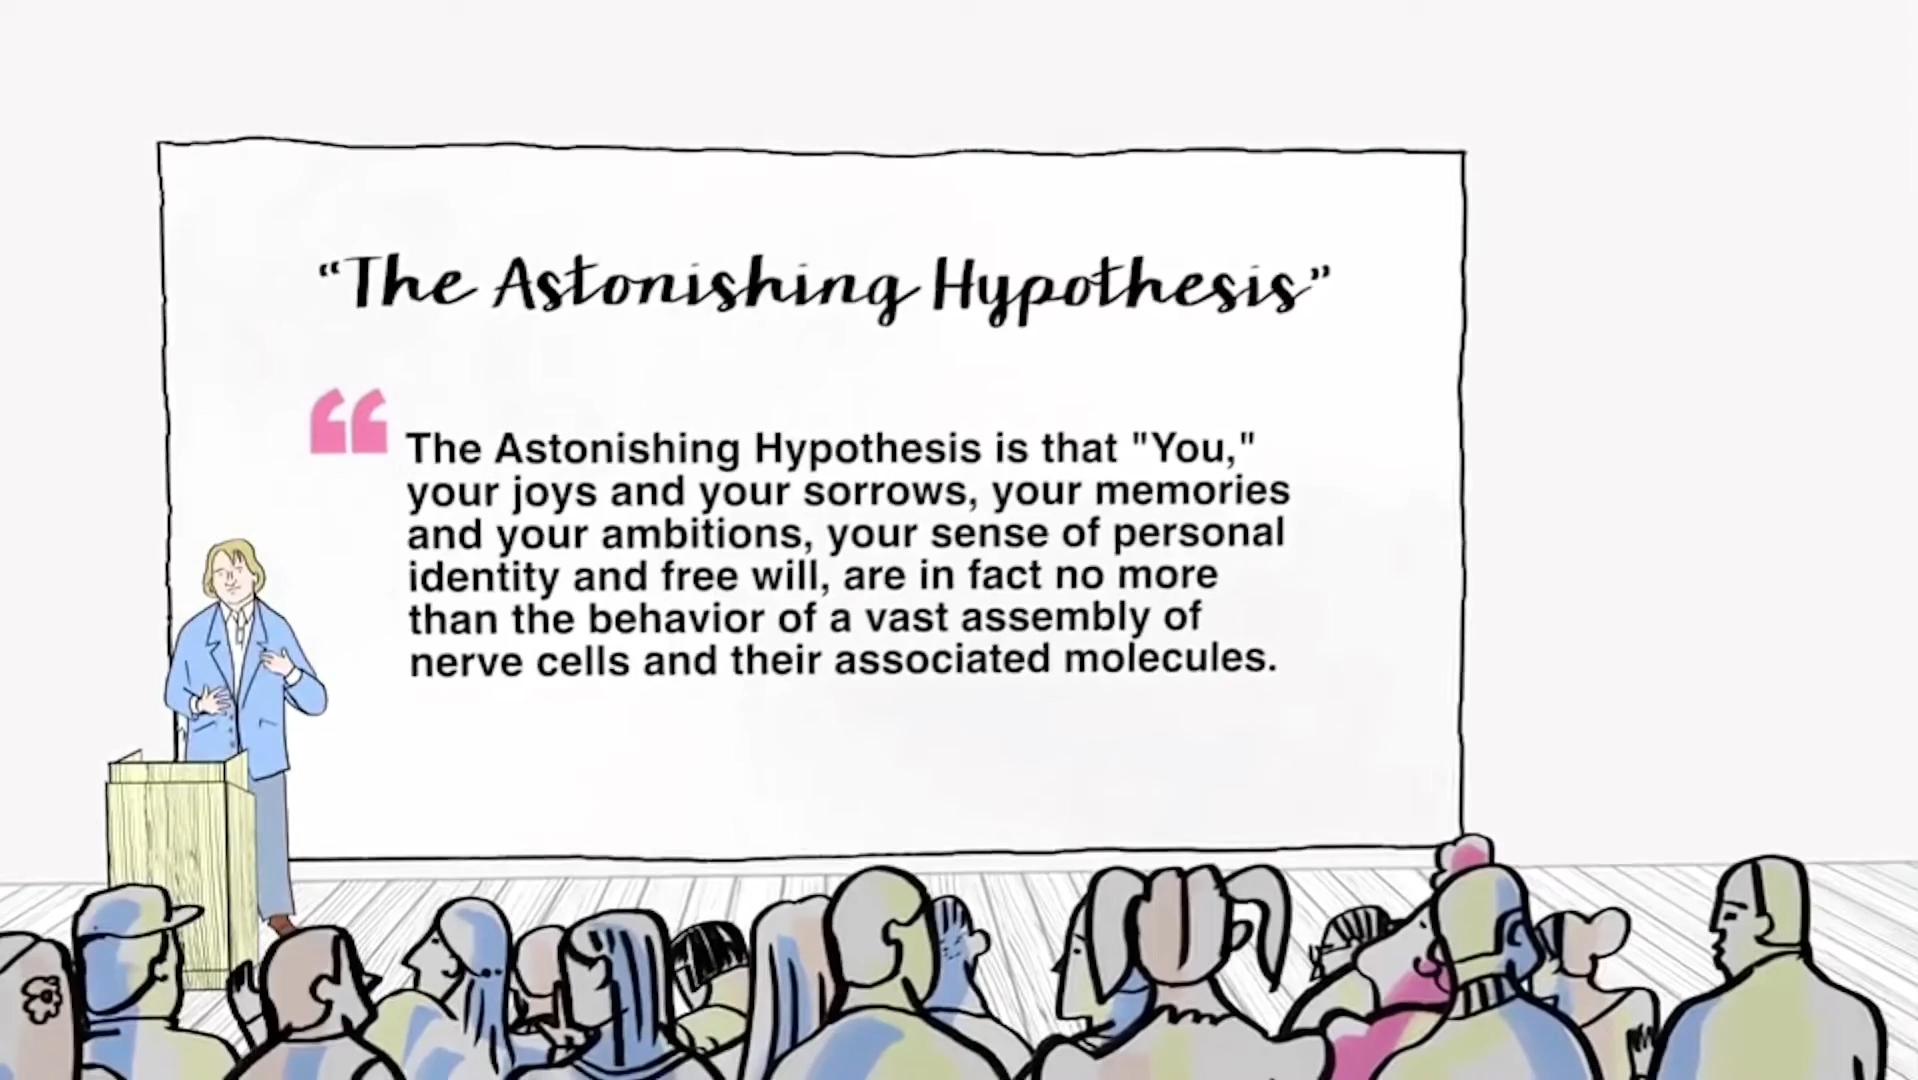 “The Astonishing Hypothesis”
“
The Astonishing Hypothesis is that "You,"
your joys and your sorrows, your memories
and your ambitions, your sense of personal
identity and free will, are in fact no more
than the behavior of a vast assembly of
nerve cells and their associated molecules.